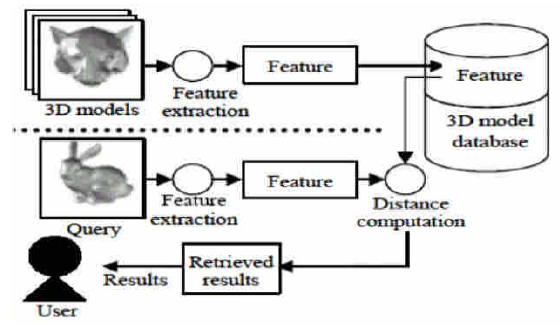 3D models
Feature
extraction
Feature
Feature
3D model
database
Query
Feature
extraction
Feature
Distance
computation
User
Results
Retrieved
results